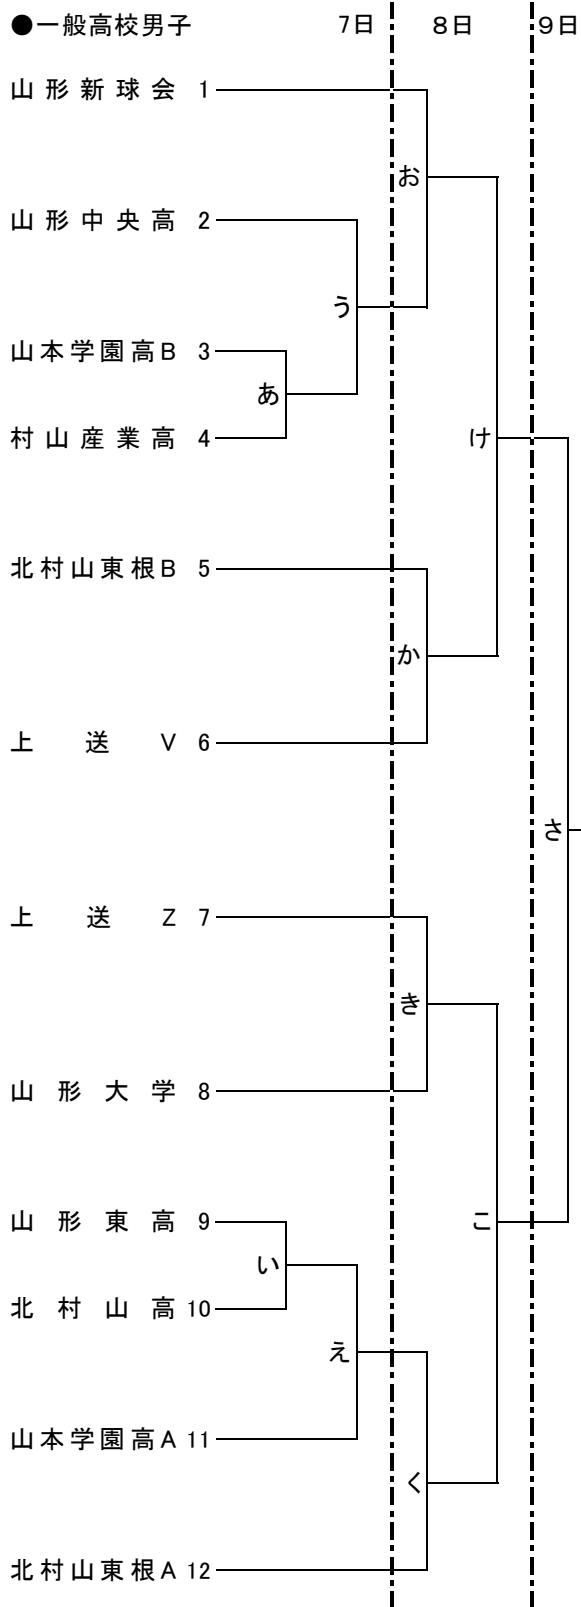 ●一般高校男子 7日 8日 9日
山形新球会 1
お
山形中央高 2
う
山本学園高B 3
あ
村山産業高 4
け
北村山東根B 5
か
上送V 6
さ
上送Z 7
き
山形大学 8
山形東高 9
こ
い
北村山高 10
え
山本学園高A 11
く
北村山東根A 12